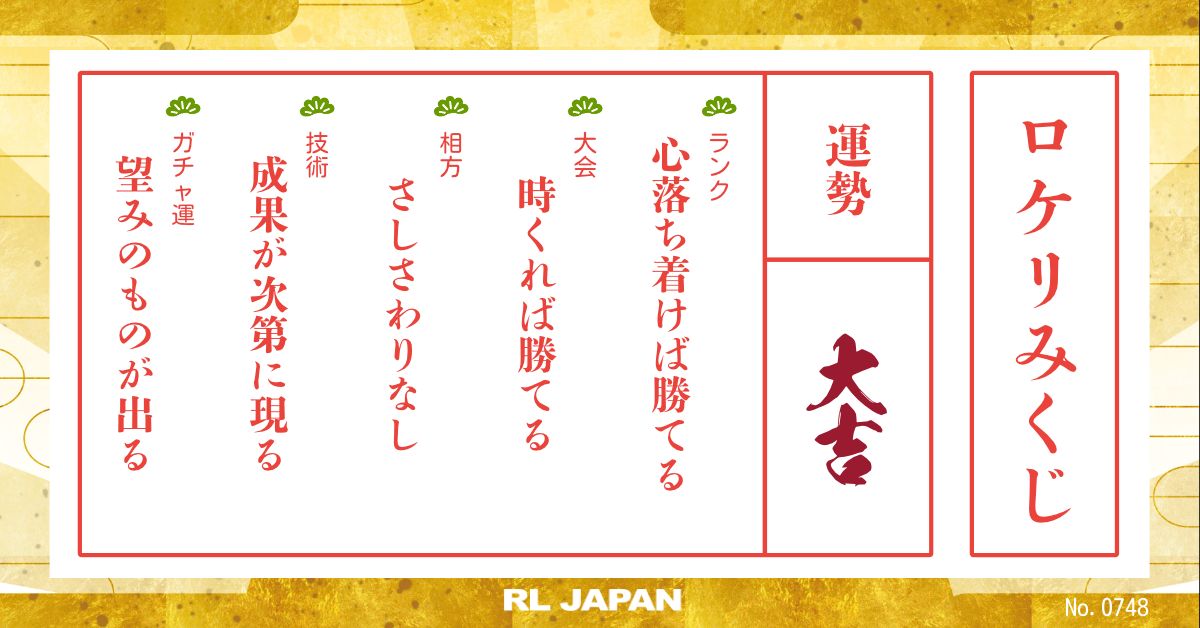 ロケリみくじ
運勢
大吉
ランク
心落ち着けば勝てる
大会
時くれば勝てる
相方
さしさわりなし
技術
成果が次第に現る
ガチャ運
望みのものが出る
RL JAPAN
No. 0748